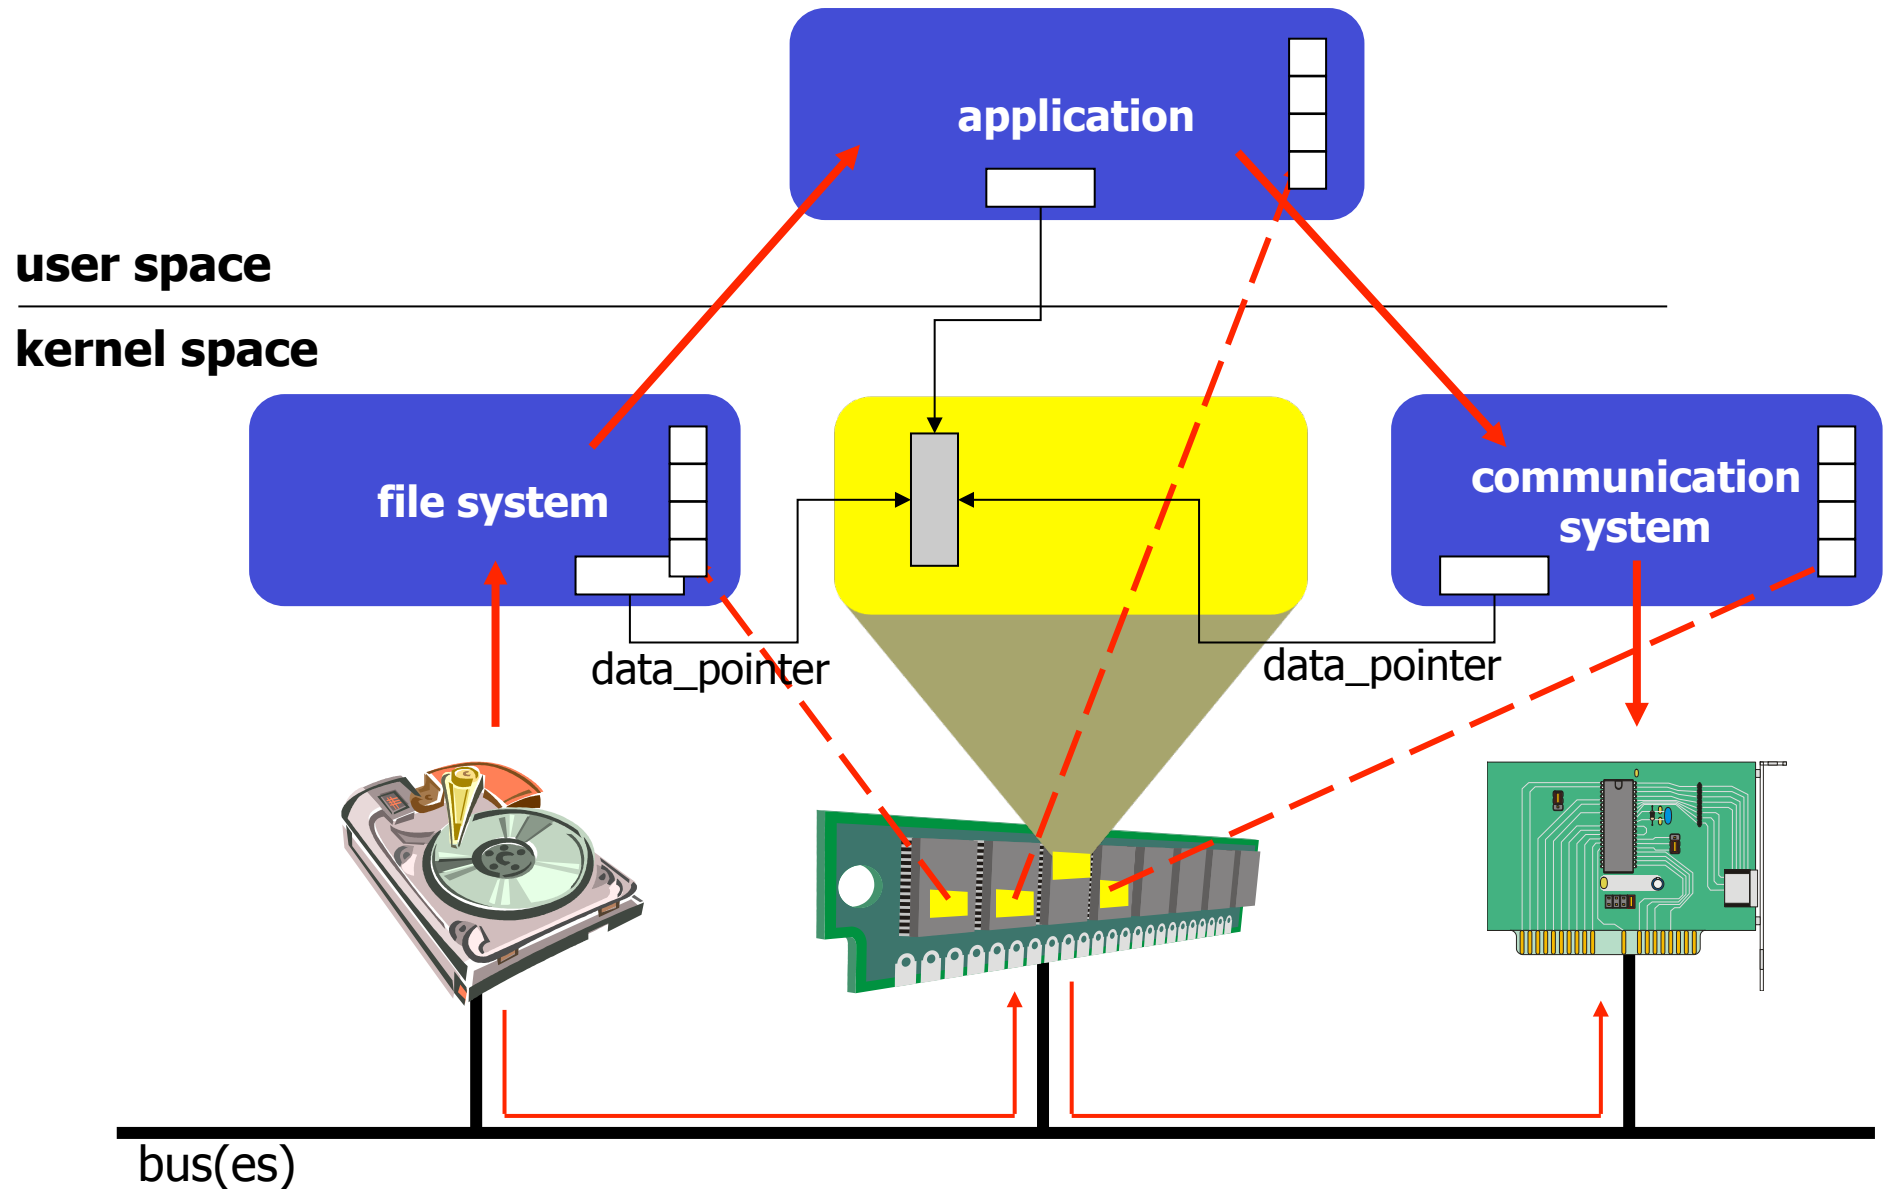 application
user space
kernel space
file system
communication
system
data_pointer
data_pointer
bus(es)